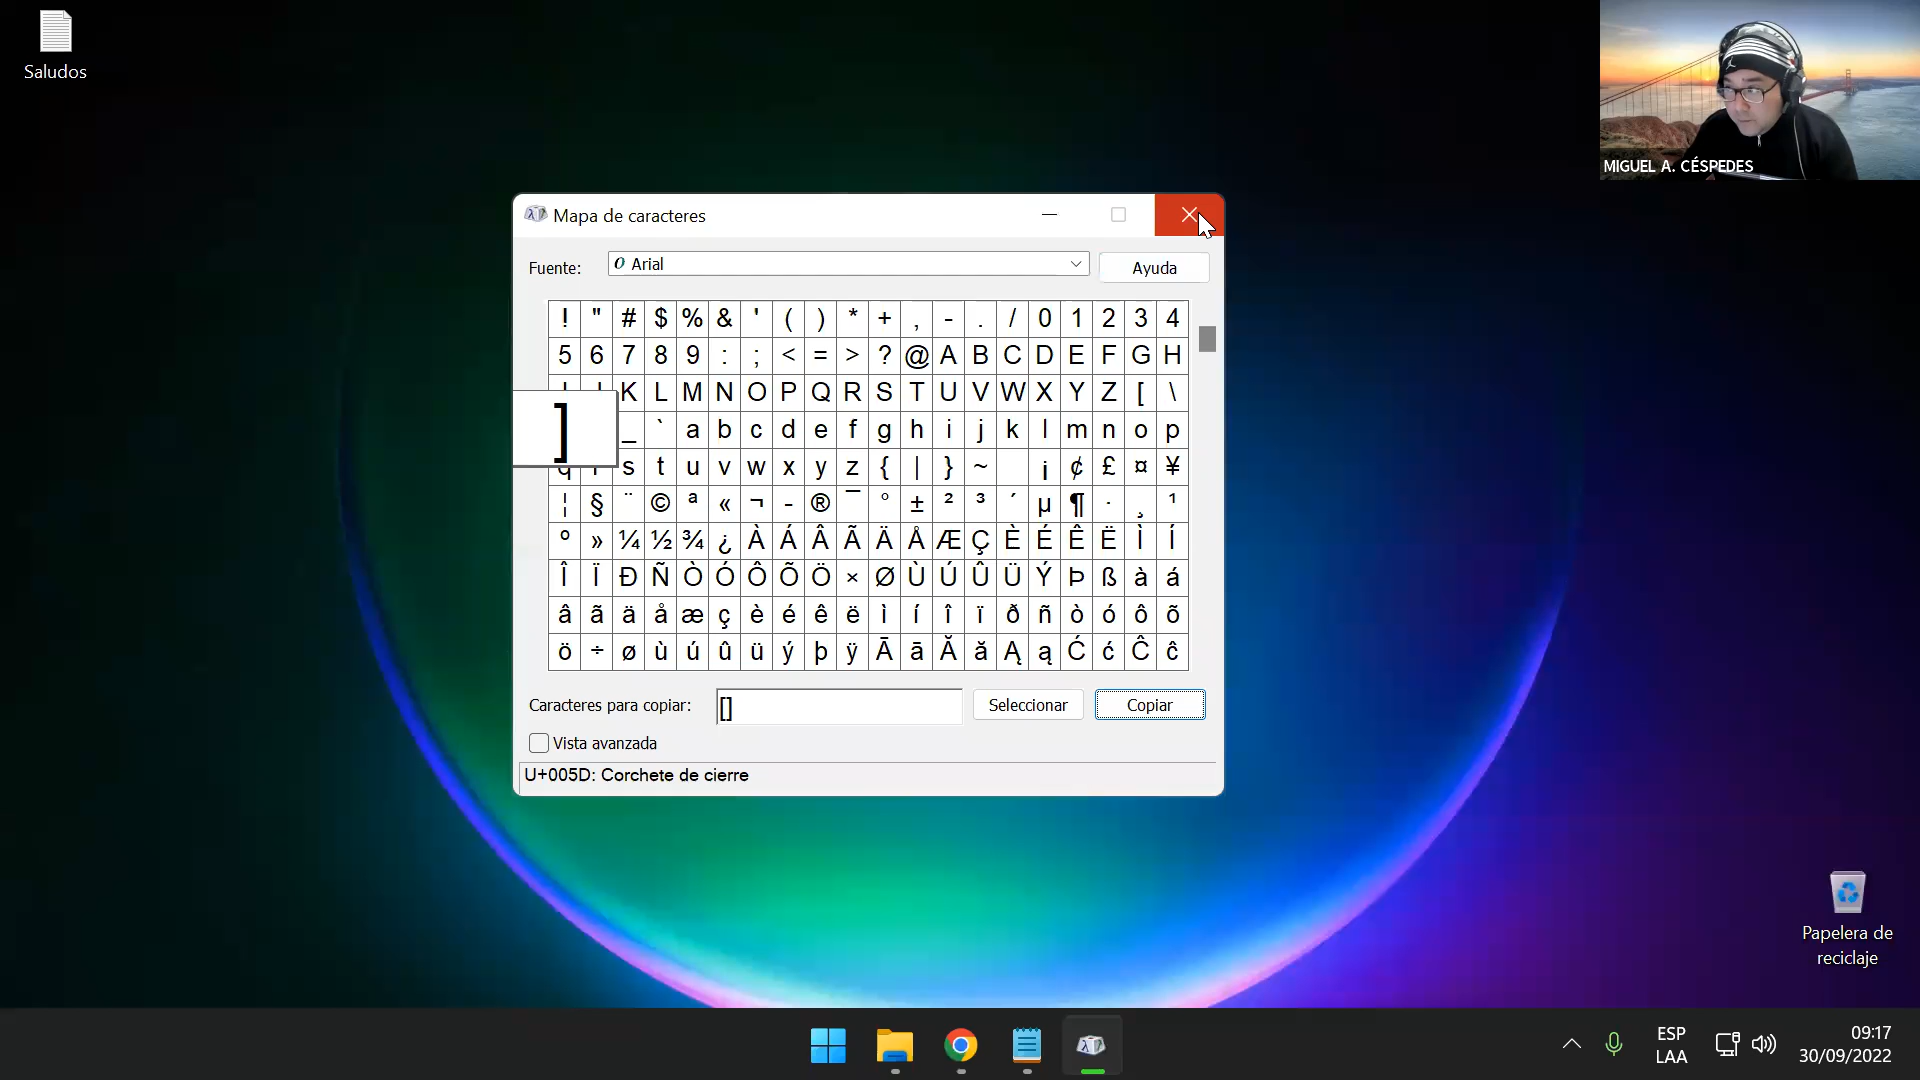 Saludos
MIGUEL A. CÉSPEDES
Mapa de caracteres
Fuente:
Arial
Ayuda
! " # $ % & ' ( ) * + , - . / 0 1 2 3 4
5 6 7 8 9 : ; < = > ? @ A B C D E F G H
K L M N O P Q R S T U V W X Y Z [ \
] _ ` a b c d e f g h i j k l m n o p
q r s t u v w x y z { | } ~ ¡ ¢ £ ¤ ¥
¦ § ¨ © ª « ¬ - ® ¯ ° ± ² ³ ´ µ ¶ · ¸ ¹
º » ¼ ½ ¾ ¿ À Á Â Ã Ä Å Æ Ç È É Ê Ë Ì Í
Î Ï Ð Ñ Ò Ó Ô Õ Ö × Ø Ù Ú Û Ü Ý Þ ß à á
â ã ä å æ ç è é ê ë ì í î ï ð ñ ò ó ô õ
ö ÷ ø ù ú û ü ý þ ÿ Ā ā Ă ă Ą ą Ć ć Ĉ ĉ
Caracteres para copiar:
[]
Seleccionar
Copiar
Vista avanzada
U+005D: Corchete de cierre
Papelera de
reciclaje
ESP
LAA
09:17
30/09/2022